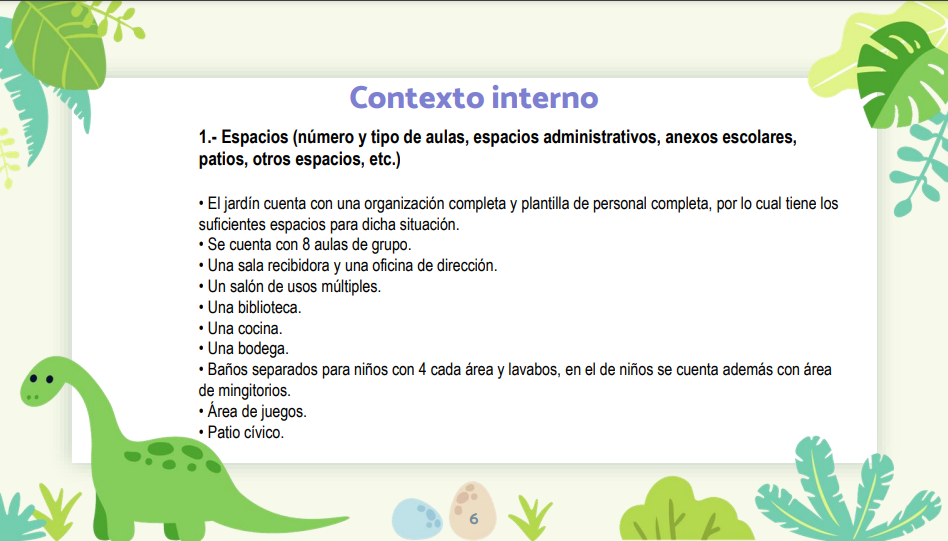 Contexto interno
1.- Espacios (número y tipo de aulas, espacios administrativos, anexos escolares,
patios, otros espacios, etc.)
• El jardín cuenta con una organización completa y plantilla de personal completa, por lo cual tiene los
suficientes espacios para dicha situación.
• Se cuenta con 8 aulas de grupo.
• Una sala recibidora y una oficina de dirección.
• Un salón de usos múltiples.
• Una biblioteca.
• Una cocina.
• Una bodega.
• Baños separados para niños con 4 cada área y lavabos, en el de niños se cuenta además con área
de mingitorios.
• Área de juegos.
• Patio cívico.
6